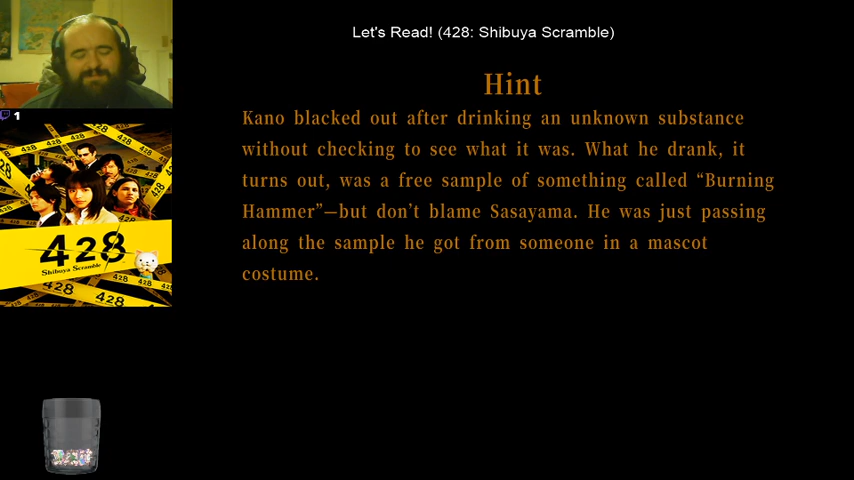 Let's Read! (428: Shibuya Scramble)
Hint
Kano blacked out after drinking an unknown substance
without checking to see what it was. What he drank, it
turns out, was a free sample of something called “Burning
Hammer”—but don’t blame Sasayama. He was just passing
along the sample he got from someone in a mascot
costume.
1
428
Shibuya Scramble